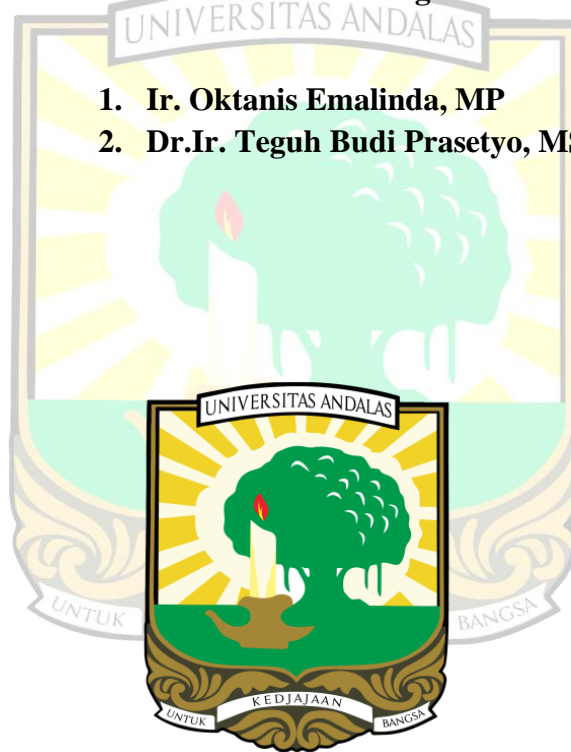 UNIVERSITAS ANDALAS
1. Ir. Oktanis Emalinda, MP
2. Dr.Ir. Teguh Budi Prasetyo, MS
UNIVERSITAS ANDALAS
UNTUK
BANGSA
UNTUK KEDJAJAAN BANGSA